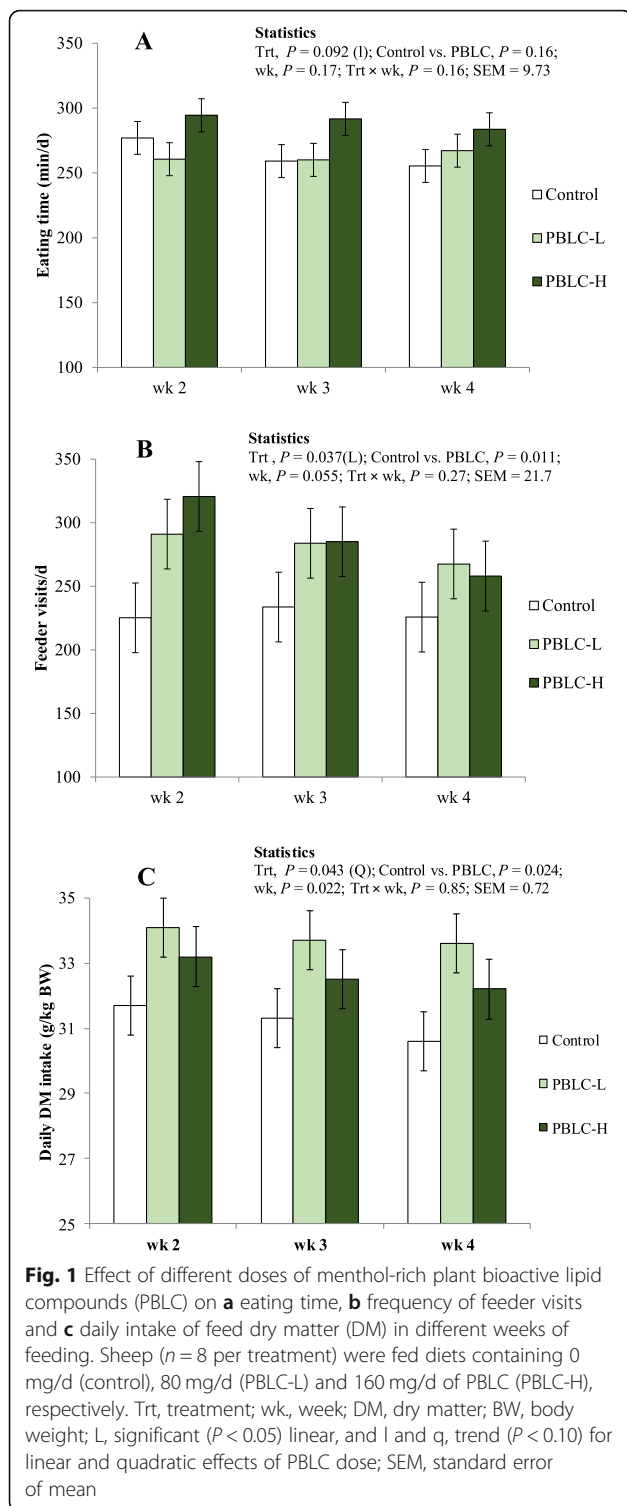 A
Statistics
Trt, P = 0.092 (l); Control vs. PBLC, P = 0.16;
wk, P = 0.17; Trt × wk, P = 0.16; SEM = 9.73
350
300
250
200
150
100
Eating time (min/d)
wk 2
wk 3
wk 4
Control
PBLC-L
PBLC-H
B
Statistics
Trt , P = 0.037(L); Control vs. PBLC, P = 0.011;
wk, P = 0.055; Trt × wk, P = 0.27; SEM = 21.7
350
300
250
200
150
100
Feeder visits/d
wk 2
wk 3
wk 4
Control
PBLC-L
PBLC-H
C
Statistics
Trt, P = 0.043 (Q); Control vs. PBLC, P = 0.024;
wk, P = 0.022; Trt × wk, P = 0.85; SEM = 0.72
35
33
31
29
27
25
Daily DM intake (g/kg BW)
wk 2
wk 3
wk 4
Control
PBLC-L
PBLC-H
Fig. 1 Effect of different doses of menthol-rich plant bioactive lipid
compounds (PBLC) on a eating time, b frequency of feeder visits
and c daily intake of feed dry matter (DM) in different weeks of
feeding. Sheep (n = 8 per treatment) were fed diets containing 0
mg/d (control), 80 mg/d (PBLC-L) and 160 mg/d of PBLC (PBLC-H),
respectively. Trt, treatment; wk., week; DM, dry matter; BW, body
weight; L, significant (P < 0.05) linear, and l and q, trend (P < 0.10) for
linear and quadratic effects of PBLC dose; SEM, standard error
of mean